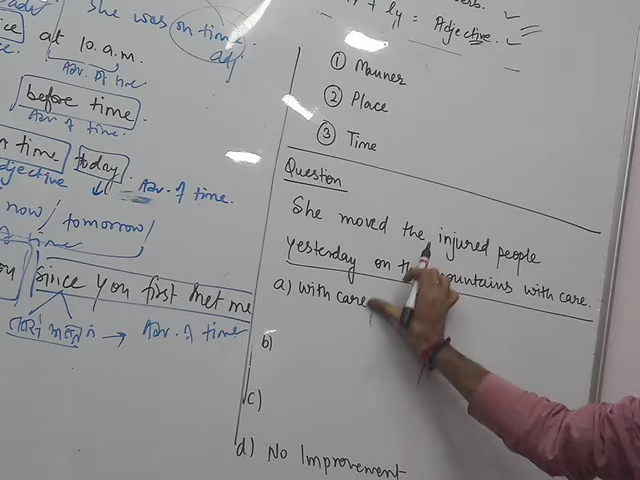 She was on time.
adj
at 10 a.m.
Adv. of time
before time.
Adv. of time.
time today.
adjective
Adv. of time.
now / tomorrow /
time
since you first met me
→ Adv. of time
+ ly = Adjective
① Manner
② Place
③ Time
Question
She moved the injured people
yesterday on the mountains with care.
a) with care
b)
c)
d) No Improvement